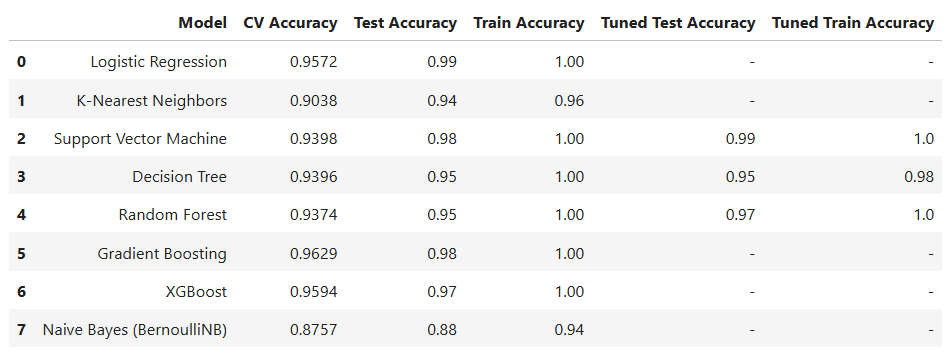 Model CV Accuracy Test Accuracy Train Accuracy Tuned Test Accuracy Tuned Train Accuracy
0 Logistic Regression 0.9572 0.99 1.00 - -
1 K-Nearest Neighbors 0.9038 0.94 0.96 - -
2 Support Vector Machine 0.9398 0.98 1.00 0.99 1.0
3 Decision Tree 0.9396 0.95 1.00 0.95 0.98
4 Random Forest 0.9374 0.95 1.00 0.97 1.0
5 Gradient Boosting 0.9629 0.98 1.00 - -
6 XGBoost 0.9594 0.97 1.00 - -
7 Naive Bayes (BernoulliNB) 0.8757 0.88 0.94 - -